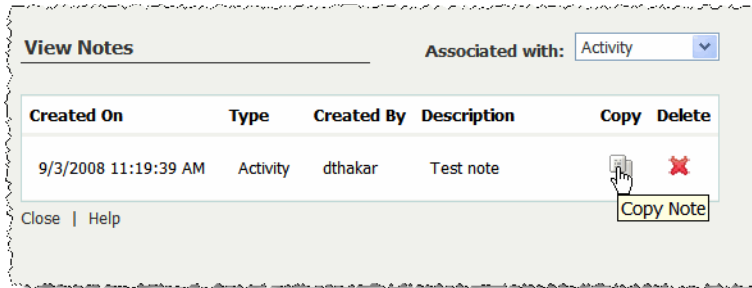 View Notes Associated with: Activity
Created On Type Created By Description Copy Delete
9/3/2008 11:19:39 AM Activity dthakar Test note
Copy Note
Close | Help